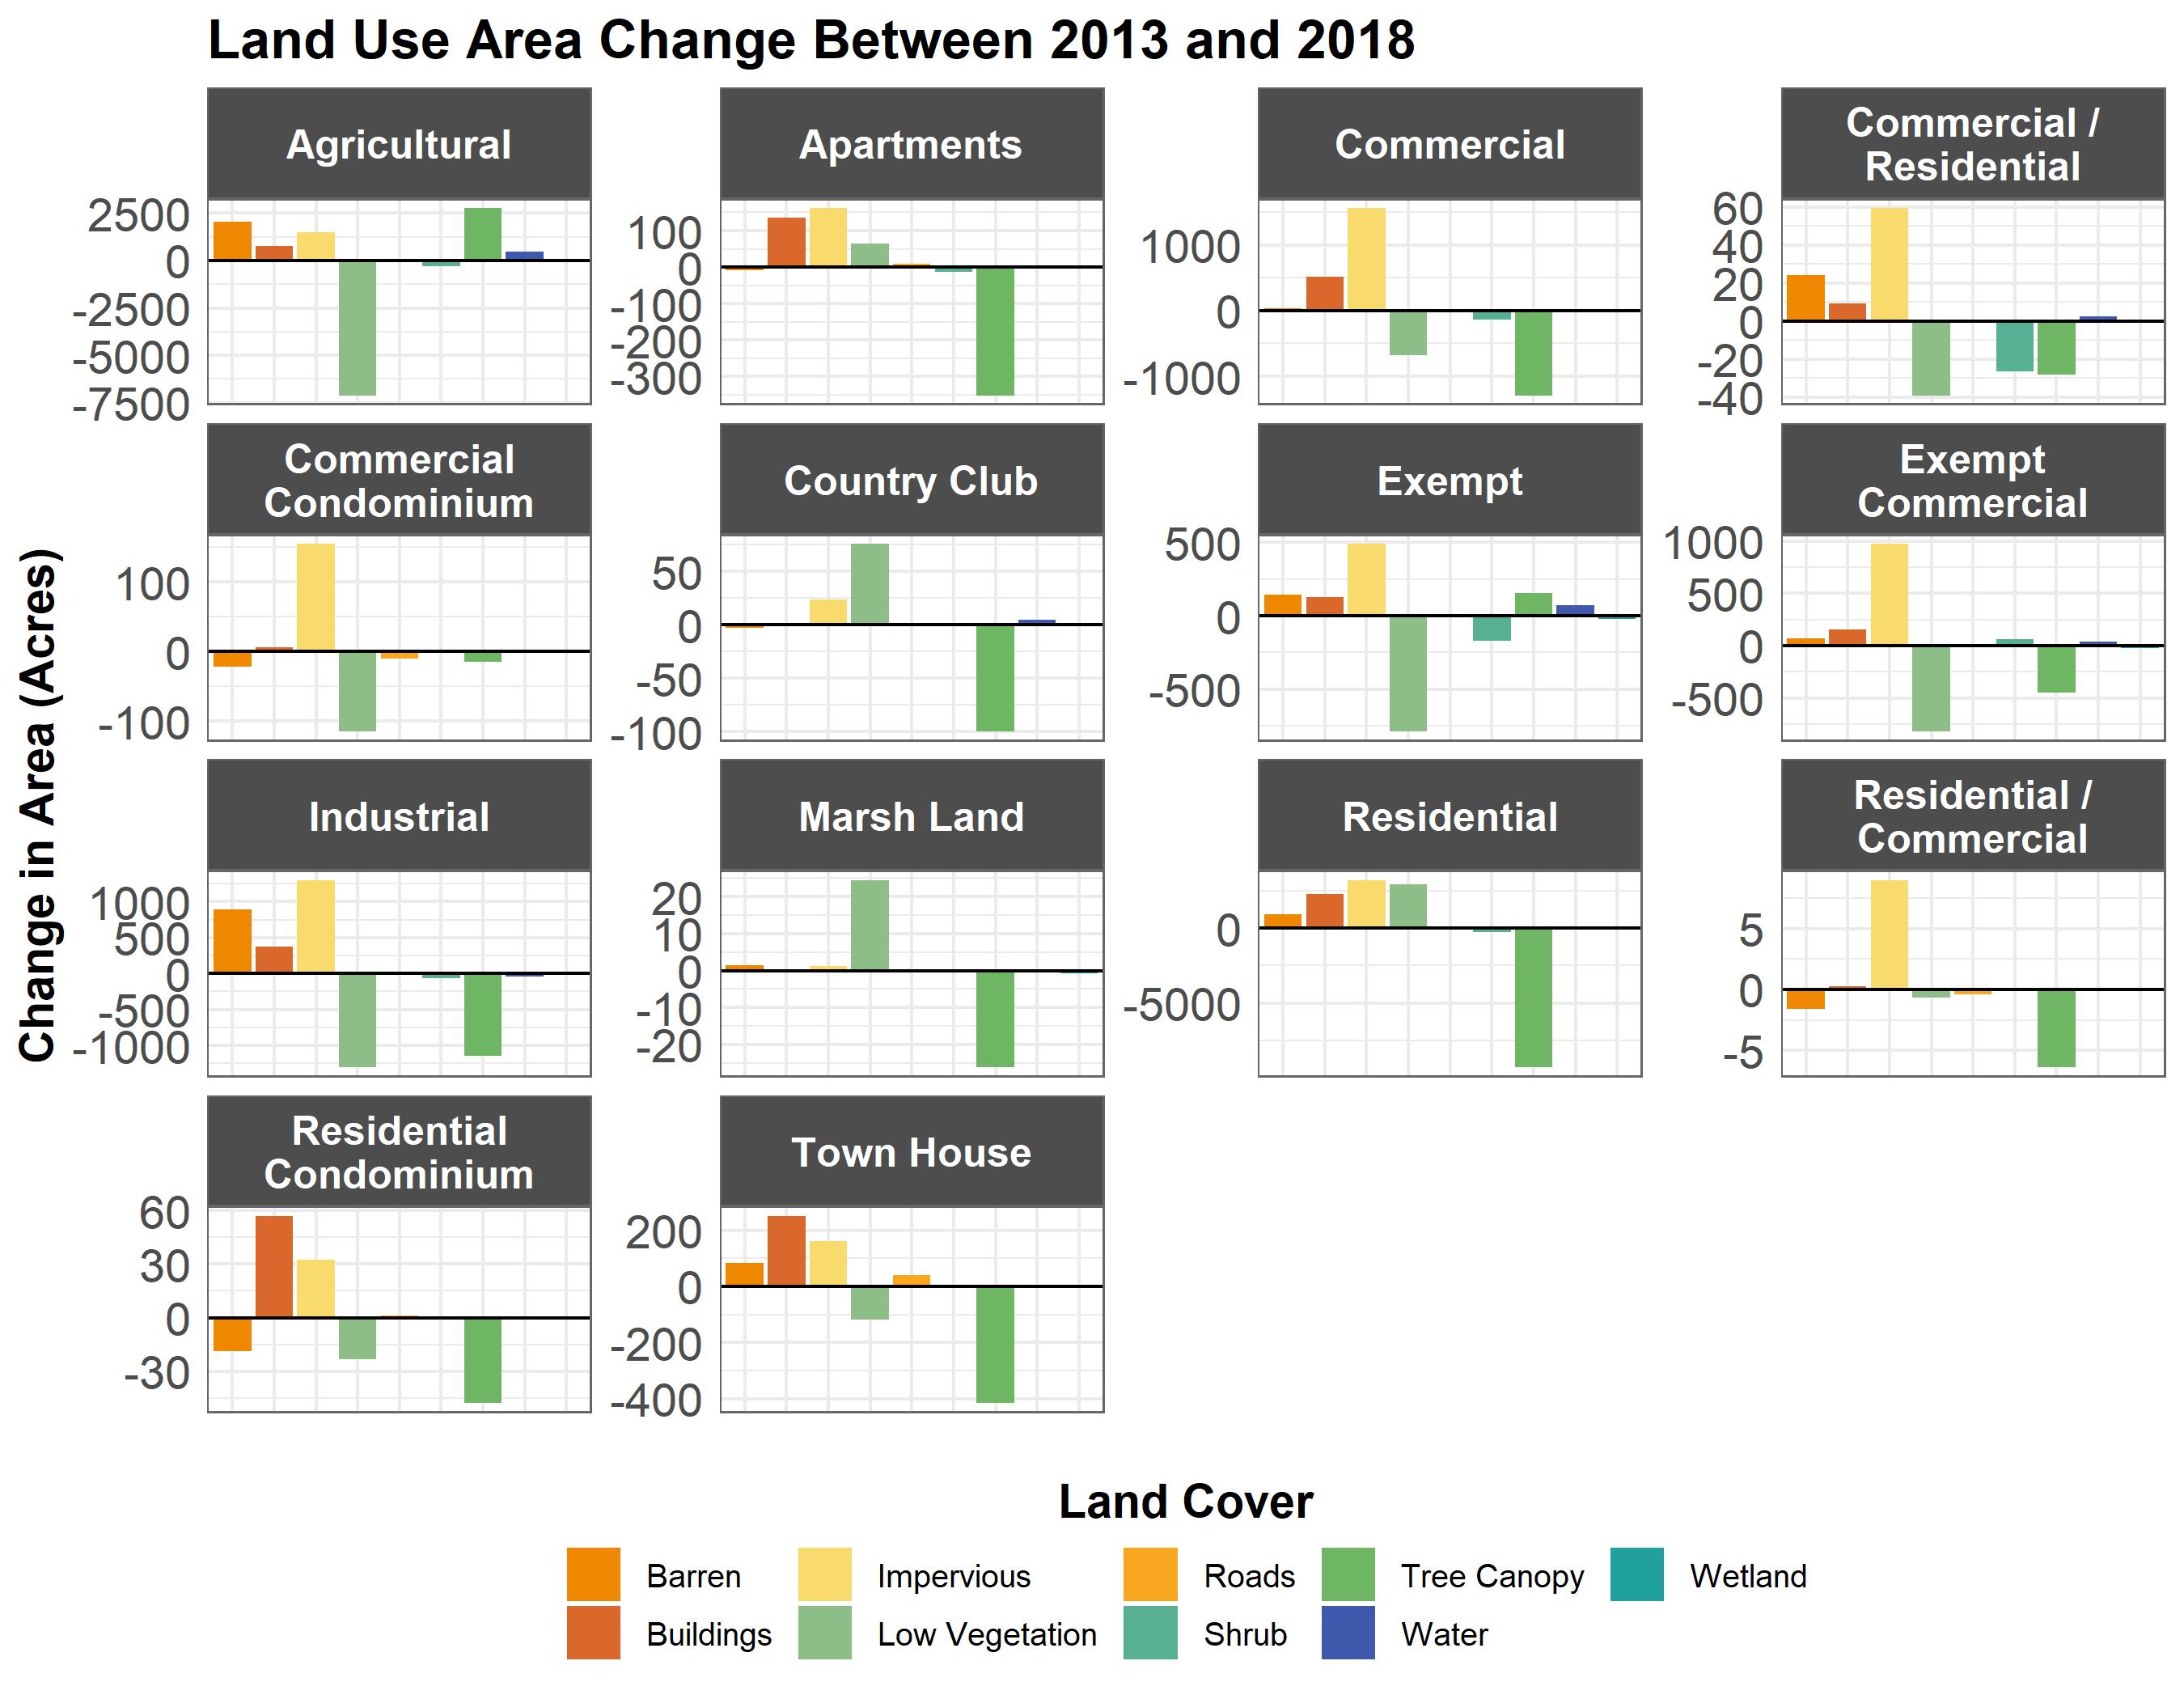 Land Use Area Change Between 2013 and 2018
Agricultural
Apartments
Commercial
Commercial /
Residential
2500
0
-2500
-5000
-7500
100
0
-100
-200
-300
1000
0
-1000
60
40
20
0
-20
-40
Commercial
Condominium
Country Club
Exempt
Exempt
Commercial
100
0
-100
50
0
-50
-100
500
0
-500
1000
500
0
-500
Industrial
Marsh Land
Residential
Residential /
Commercial
1000
500
0
-500
-1000
20
10
0
-10
-20
0
-5000
5
0
-5
Residential
Condominium
Town House
60
30
0
-30
200
0
-200
-400
Change in Area (Acres)
Land Cover
Barren
Impervious
Roads
Tree Canopy
Wetland
Buildings
Low Vegetation
Shrub
Water